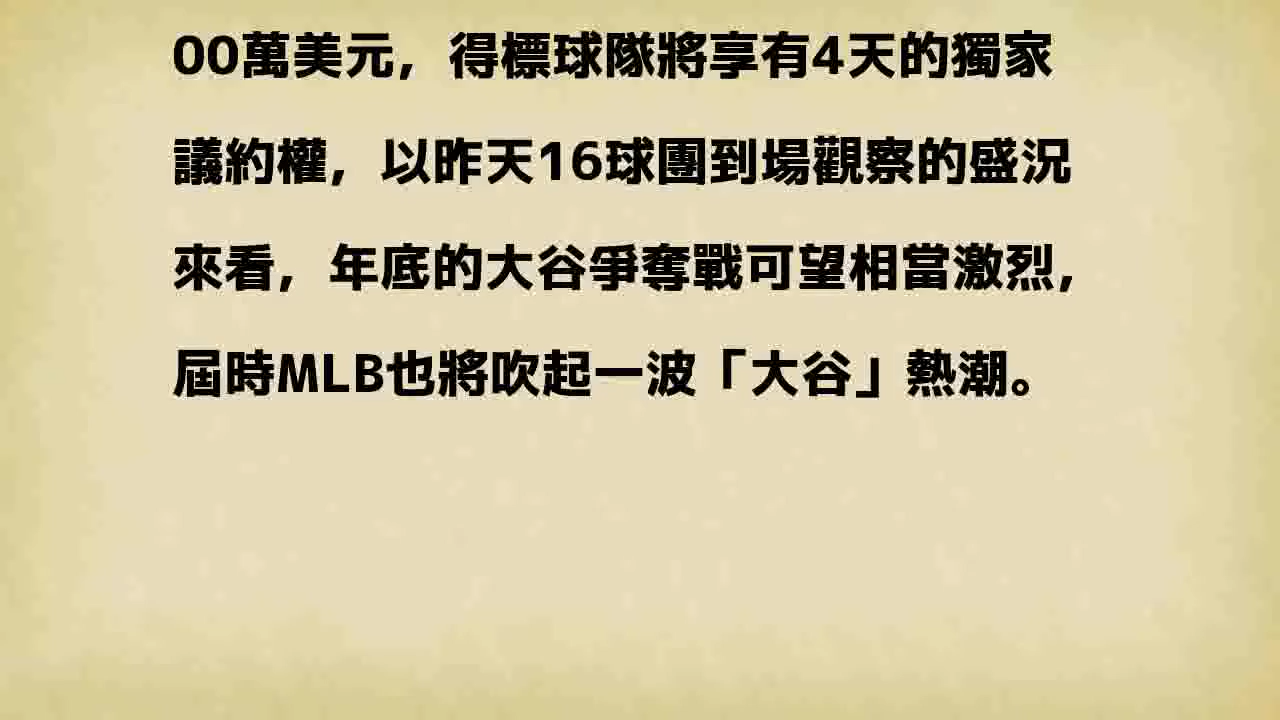 00萬美元，得標球隊將享有4天的獨家
議約權，以昨天16球團到場觀察的盛況
來看，年底的大谷爭奪戰可望相當激烈，
屆時MLB也將吹起一波「大谷」熱潮。